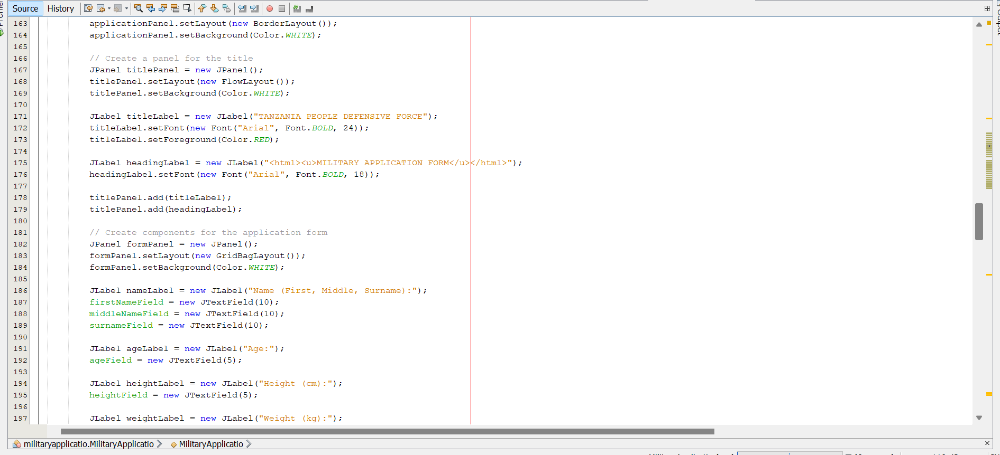 Source History
163 applicationPanel.setLayout(new BorderLayout());
164 applicationPanel.setBackground(Color.WHITE);
165
166 // Create a panel for the title
167 JPanel titlePanel = new JPanel();
168 titlePanel.setLayout(new FlowLayout());
169 titlePanel.setBackground(Color.WHITE);
170
171 JLabel titleLabel = new JLabel("TANZANIA PEOPLE DEFENSIVE FORCE");
172 titleLabel.setFont(new Font("Arial", Font.BOLD, 24));
173 titleLabel.setForeground(Color.RED);
174
175 JLabel headingLabel = new JLabel("<html><u>MILITARY APPLICATION FORM</u></html>");
176 headingLabel.setFont(new Font("Arial", Font.BOLD, 18));
177
178 titlePanel.add(titleLabel);
179 titlePanel.add(headingLabel);
180
181 // Create components for the application form
182 JPanel formPanel = new JPanel();
183 formPanel.setLayout(new GridBagLayout());
184 formPanel.setBackground(Color.WHITE);
185
186 JLabel nameLabel = new JLabel("Name (First, Middle, Surname):");
187 firstNameField = new JTextField(10);
188 middleNameField = new JTextField(10);
189 surnameField = new JTextField(10);
190
191 JLabel ageLabel = new JLabel("Age:");
192 ageField = new JTextField(5);
193
194 JLabel heightLabel = new JLabel("Height (cm):");
195 heightField = new JTextField(5);
196
197 JLabel weightLabel = new JLabel("Weight (kg):");
militaryapplicatio.MilitaryApplicatio MilitaryApplicatio